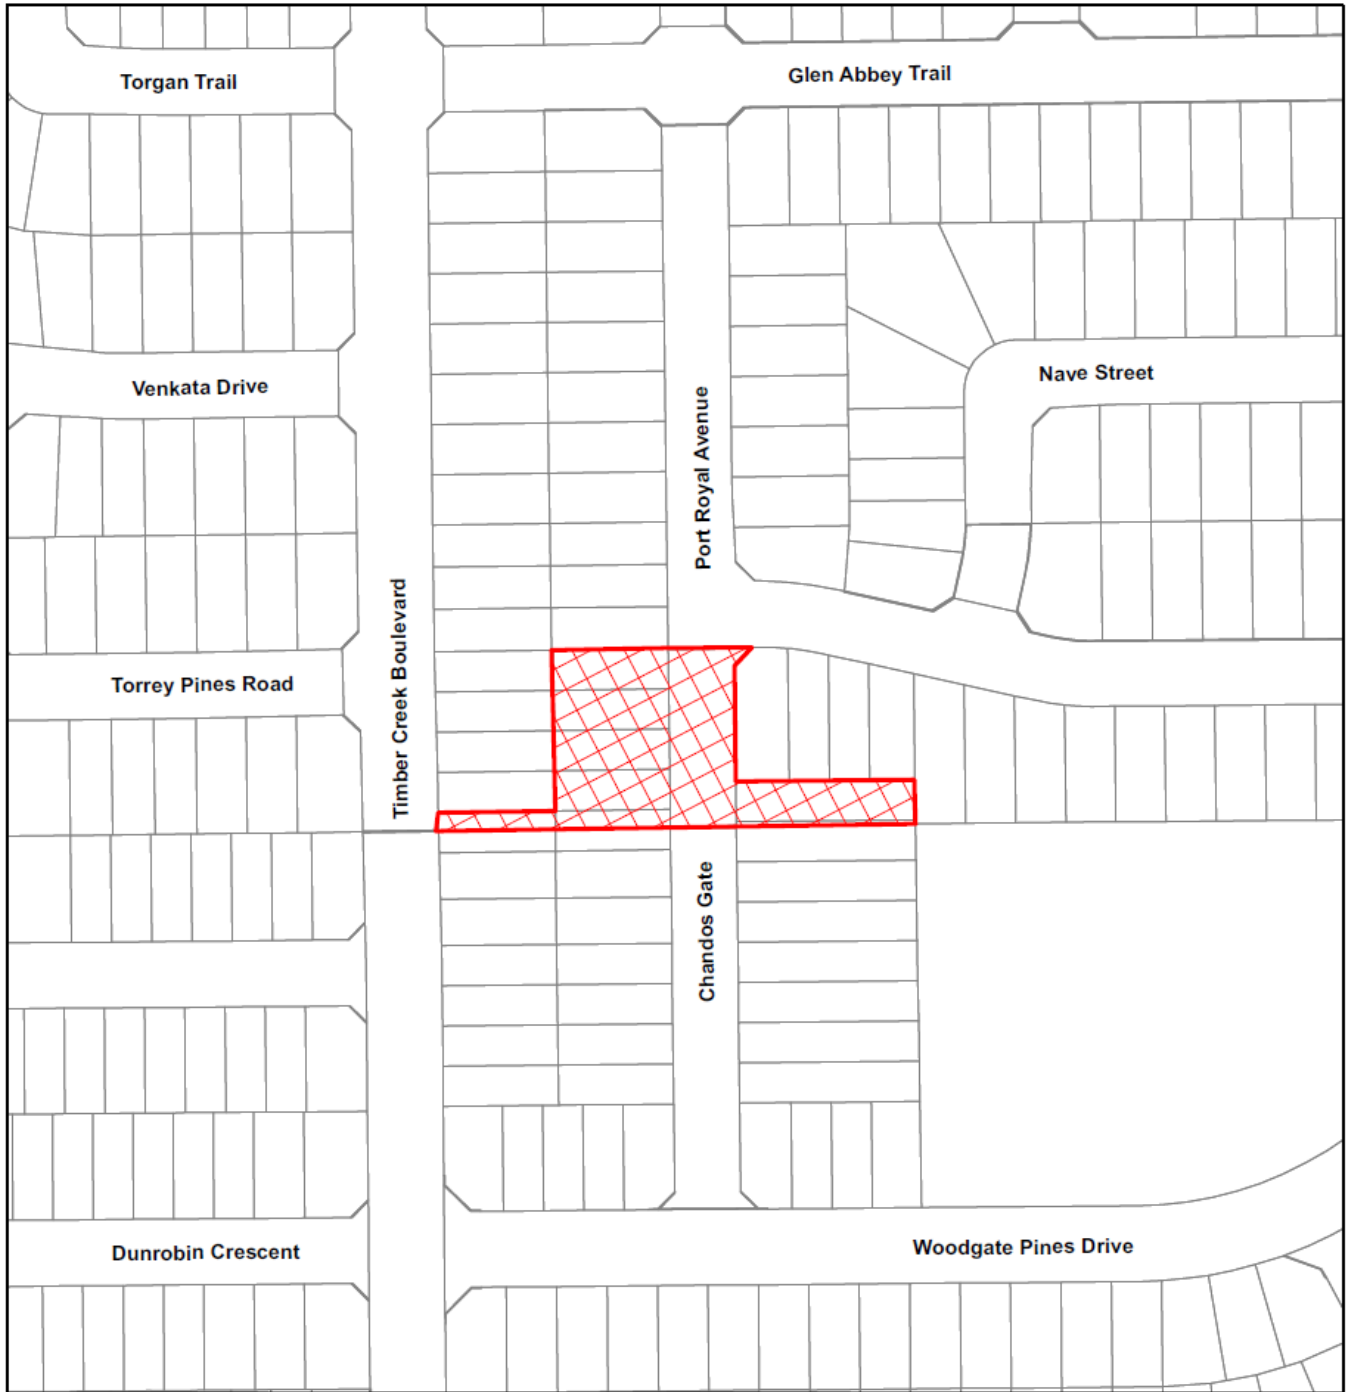 Torgan Trail
Glen Abbey Trail
Venkata Drive
Nave Street
Port Royal Avenue
Timber Creek Boulevard
Torrey Pines Road
Chandos Gate
Dunrobin Crescent
Woodgate Pines Drive